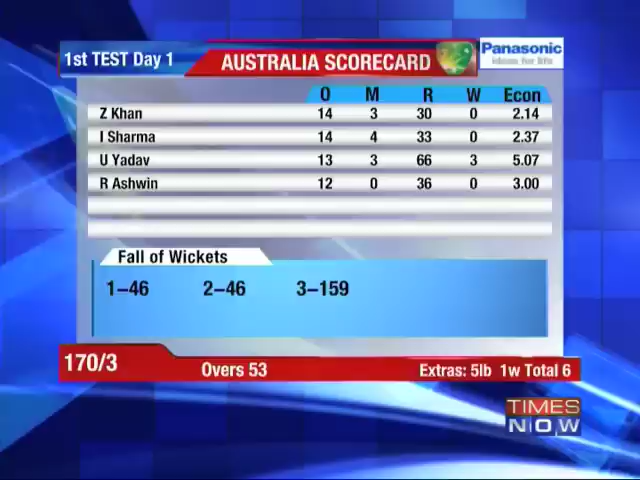 1st TEST Day 1 AUSTRALIA SCORECARD Panasonic
ideas for life
O M R W Econ
Z Khan 14 3 30 0 2.14
I Sharma 14 4 33 0 2.37
U Yadav 13 3 66 3 5.07
R Ashwin 12 0 36 0 3.00
Fall of Wickets
1–46 2–46 3–159
170/3 Overs 53 Extras: 5lb 1w Total 6
TIMES
NOW